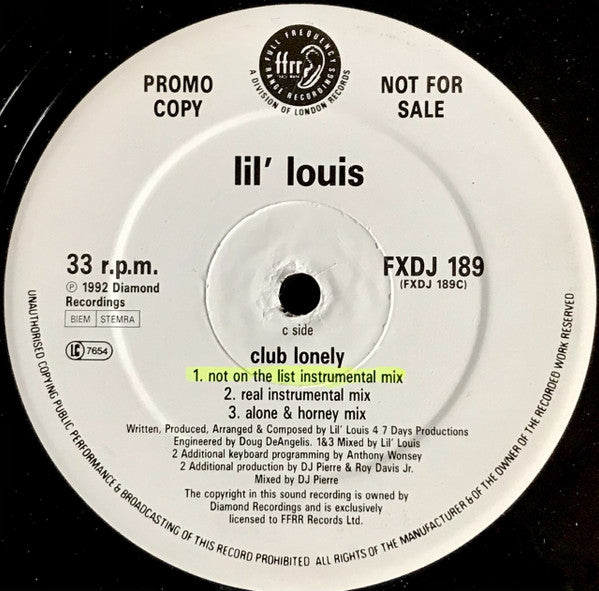 FULL FREQUENCY
RANGE RECORDINGS
ffrr
A DIVISION OF LONDON RECORDS
PROMO
COPY
NOT FOR
SALE
lil' louis
33 r.p.m.
℗ 1992 Diamond
Recordings
BIEM STEMRA
LC 7654
FXDJ 189
(FXDJ 189C)
c side
club lonely
1. not on the list instrumental mix
2. real instrumental mix
3. alone & horney mix
Written, Produced, Arranged & Composed by Lil' Louis 4 7 Days Productions
Engineered by Doug DeAngelis. 1&3 Mixed by Lil' Louis
2 Additional keyboard programming by Anthony Wonsey
2 Additional production by DJ Pierre & Roy Davis Jr.
Mixed by DJ Pierre
The copyright in this sound recording is owned by
Diamond Recordings and is exclusively
licensed to FFRR Records Ltd.
UNAUTHORISED COPYING PUBLIC PERFORMANCE & BROADCASTING OF THIS RECORD PROHIBITED ALL RIGHTS OF THE MANUFACTURER & OF THE OWNER OF THE RECORDED WORK RESERVED